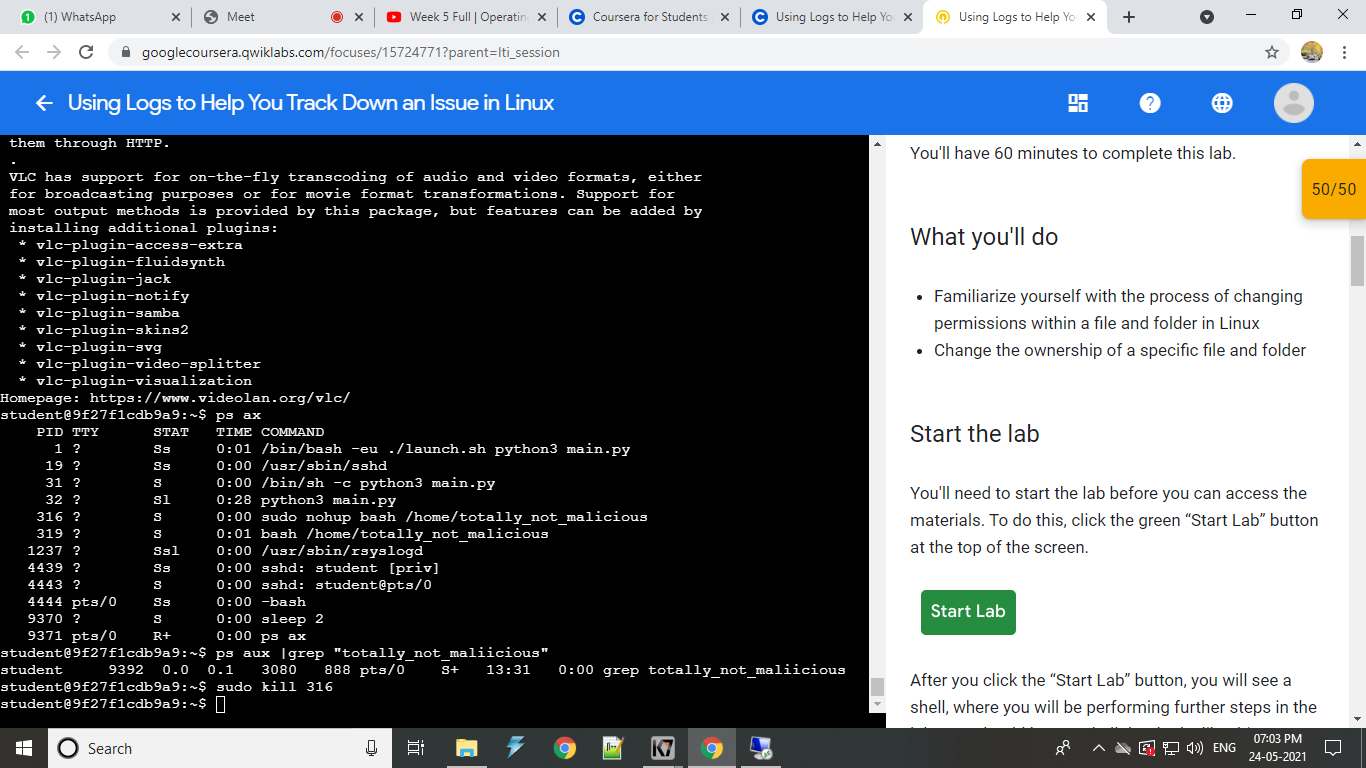 (1) WhatsApp
Meet
Week 5 Full | Operatin
Coursera for Students
Using Logs to Help Yo
Using Logs to Help Yo
googlecoursera.qwiklabs.com/focuses/15724771?parent=lti_session
Using Logs to Help You Track Down an Issue in Linux
them through HTTP.
.
VLC has support for on-the-fly transcoding of audio and video formats, either
for broadcasting purposes or for movie format transformations. Support for
most output methods is provided by this package, but features can be added by
installing additional plugins:
* vlc-plugin-access-extra
* vlc-plugin-fluidsynth
* vlc-plugin-jack
* vlc-plugin-notify
* vlc-plugin-samba
* vlc-plugin-skins2
* vlc-plugin-svg
* vlc-plugin-video-splitter
* vlc-plugin-visualization
Homepage: https://www.videolan.org/vlc/
student@9f27f1cdb9a9:~$ ps ax
PID TTY STAT TIME COMMAND
1 ? Ss 0:01 /bin/bash -eu ./launch.sh python3 main.py
19 ? Ss 0:00 /usr/sbin/sshd
31 ? S 0:00 /bin/sh -c python3 main.py
32 ? Sl 0:28 python3 main.py
316 ? S 0:00 sudo nohup bash /home/totally_not_malicious
319 ? S 0:01 bash /home/totally_not_malicious
1237 ? Ssl 0:00 /usr/sbin/rsyslogd
4439 ? Ss 0:00 sshd: student [priv]
4443 ? S 0:00 sshd: student@pts/0
4444 pts/0 Ss 0:00 -bash
9370 ? S 0:00 sleep 2
9371 pts/0 R+ 0:00 ps ax
student@9f27f1cdb9a9:~$ ps aux |grep "totally_not_maliicious"
student 9392 0.0 0.1 3080 888 pts/0 S+ 13:31 0:00 grep totally_not_maliicious
student@9f27f1cdb9a9:~$ sudo kill 316
student@9f27f1cdb9a9:~$
You'll have 60 minutes to complete this lab.
50/50
What you'll do
• Familiarize yourself with the process of changing
permissions within a file and folder in Linux
• Change the ownership of a specific file and folder
Start the lab
You'll need to start the lab before you can access the
materials. To do this, click the green “Start Lab” button
at the top of the screen.
Start Lab
After you click the “Start Lab” button, you will see a
shell, where you will be performing further steps in the
Search
K7
ENG
07:03 PM
24-05-2021